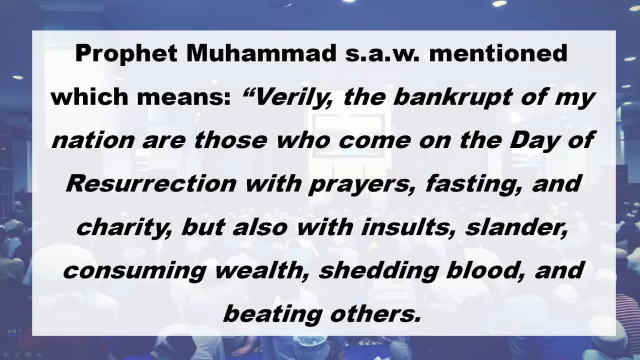 Prophet Muhammad s.a.w. mentioned
which means: “Verily, the bankrupt of my
nation are those who come on the Day of
Resurrection with prayers, fasting, and
charity, but also with insults, slander,
consuming wealth, shedding blood, and
beating others.